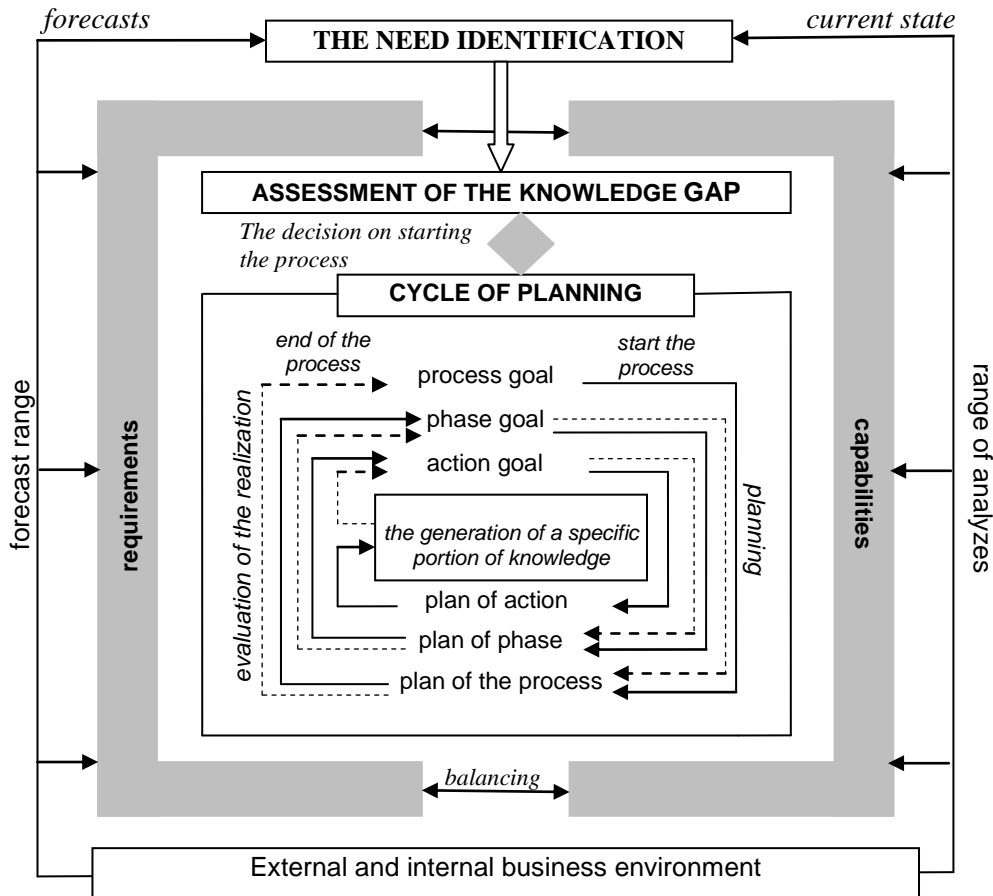 forecasts
current state
THE NEED IDENTIFICATION
ASSESSMENT OF THE KNOWLEDGE GAP
The decision on starting
the process
CYCLE OF PLANNING
end of the
process
start the
process
process goal
phase goal
action goal
the generation of a specific
portion of knowledge
plan of action
plan of phase
plan of the process
evaluation of the realization
planning
forecast range
requirements
capabilities
range of analyzes
balancing
External and internal business environment